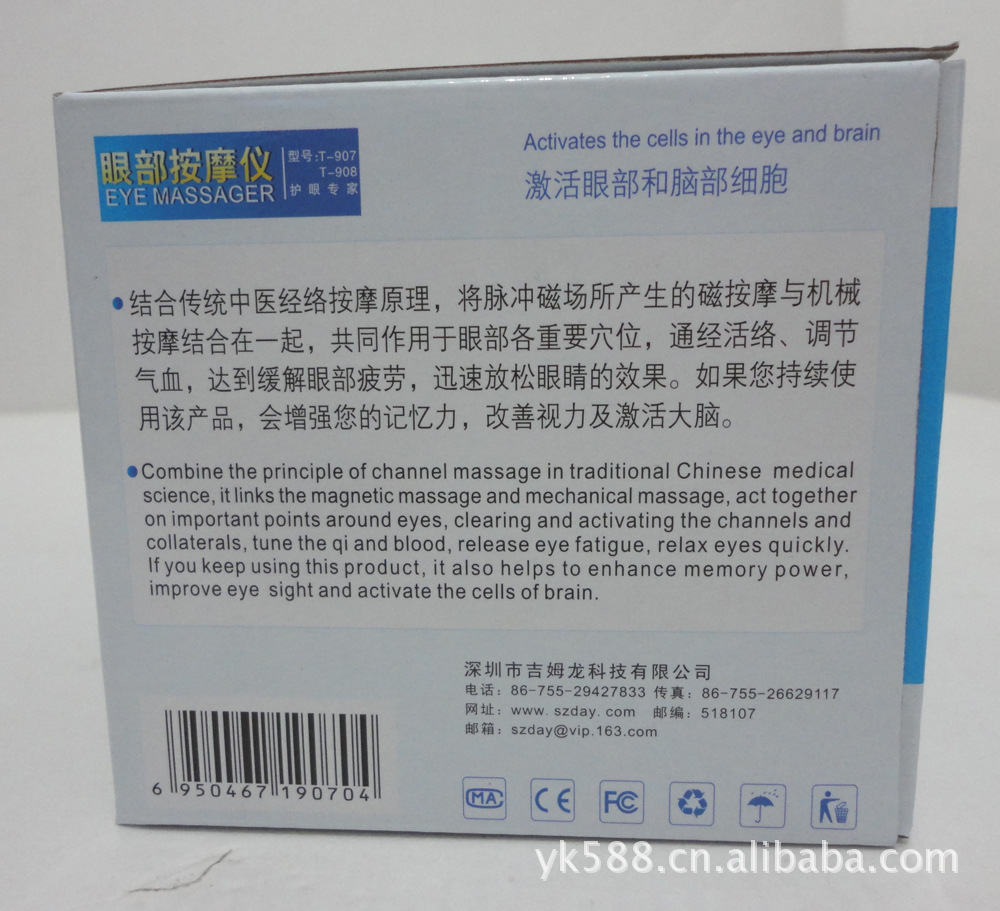 眼部按摩仪
EYE MASSAGER
型号:T-907
T-908
护眼专家
Activates the cells in the eye and brain
激活眼部和脑部细胞
●结合传统中医经络按摩原理，将脉冲磁场所产生的磁按摩与机械
按摩结合在一起，共同作用于眼部各重要穴位，通经活络、调节
气血，达到缓解眼部疲劳，迅速放松眼睛的效果。如果您持续使
用该产品，会增强您的记忆力，改善视力及激活大脑。
●Combine the principle of channel massage in traditional Chinese medical
science, it links the magnetic massage and mechanical massage, act together
on important points around eyes, clearing and activating the channels and
collaterals, tune the qi and blood, release eye fatigue, relax eyes quickly.
If you keep using this product, it also helps to enhance memory power,
improve eye sight and activate the cells of brain.
深圳市吉姆龙科技有限公司
电话：86-755-29427833 传真：86-755-26629117
网址：www.szday.com 邮编：518107
邮箱：szday@vip.163.com
6 950467 190704
MA CE FC
yk588.cn.alibaba.com